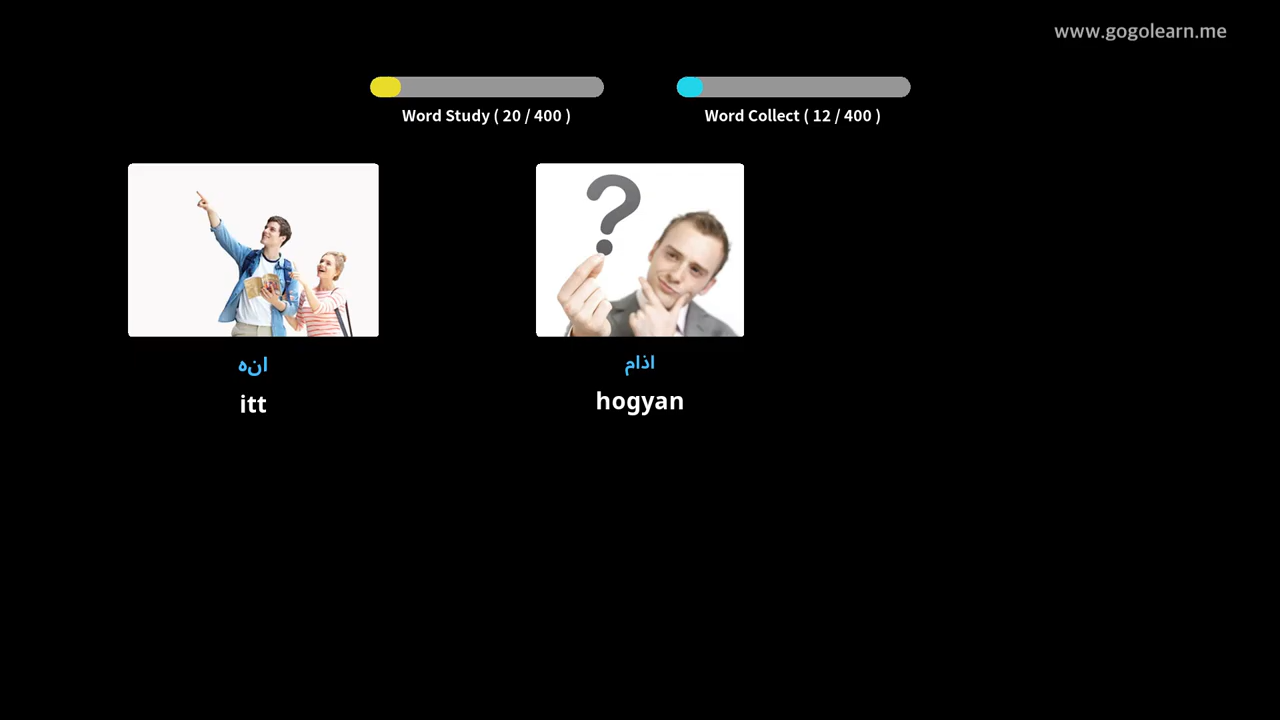 www.gogolearn.me
Word Study ( 20 / 400 )
Word Collect ( 12 / 400 )
انه
itt
اذام
hogyan